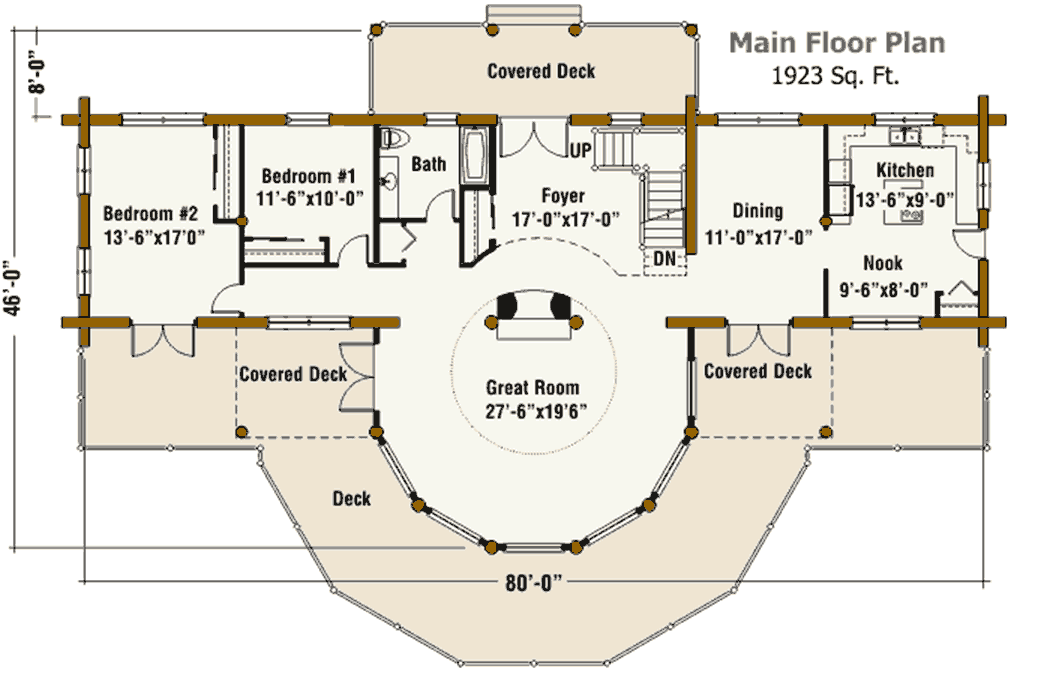 Main Floor Plan
1923 Sq. Ft.
8'-0"
Covered Deck
UP
Bath
Bedroom #1
11'-6"x10'-0"
Kitchen
13'-6"x9'-0"
Foyer
17'-0"x17'-0"
Bedroom #2
13'-6"x17'0"
Dining
11'-0"x17'-0"
DN
Nook
9'-6"x8'-0"
46'-0"
Covered Deck
Great Room
27'-6"x19'6"
Covered Deck
Deck
80'-0"